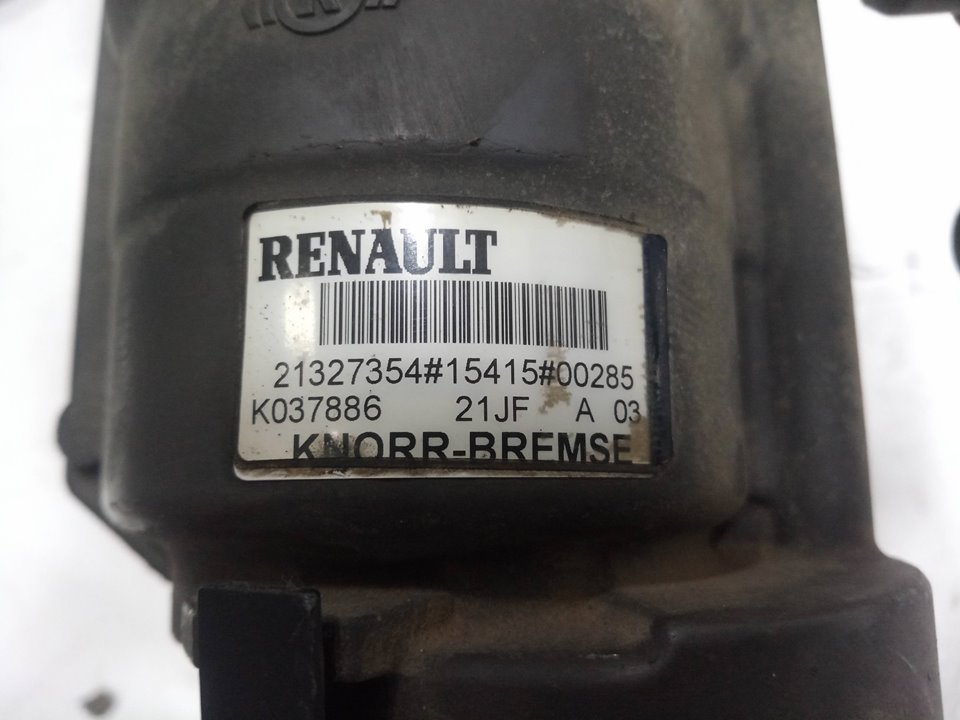 RENAULT
21327354#15415#00285
K037886 21JF A 03
KNORR-BREMSE